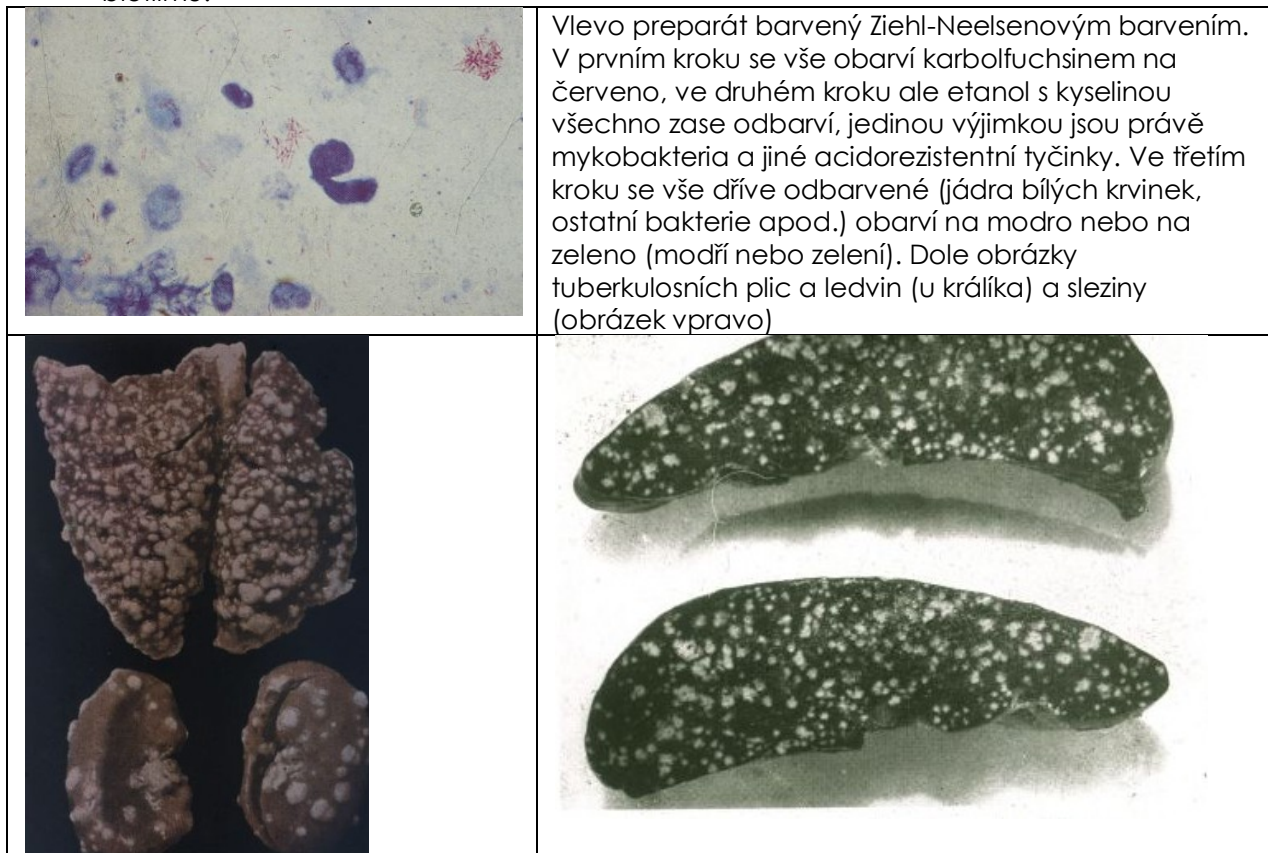 Vlevo preparát barvený Ziehl-Neelsenovým barvením.
V prvním kroku se vše obarví karbolfuchsinem na
červeno, ve druhém kroku ale etanol s kyselinou
všechno zase odbarví, jedinou výjimkou jsou právě
mykobakteria a jiné acidorezistentní tyčinky. Ve třetím
kroku se vše dříve odbarvené (jádra bílých krvinek,
ostatní bakterie apod.) obarví na modro nebo na
zeleno (modří nebo zelení). Dole obrázky
tuberkulosních plic a ledvin (u králíka) a sleziny
(obrázek vpravo)